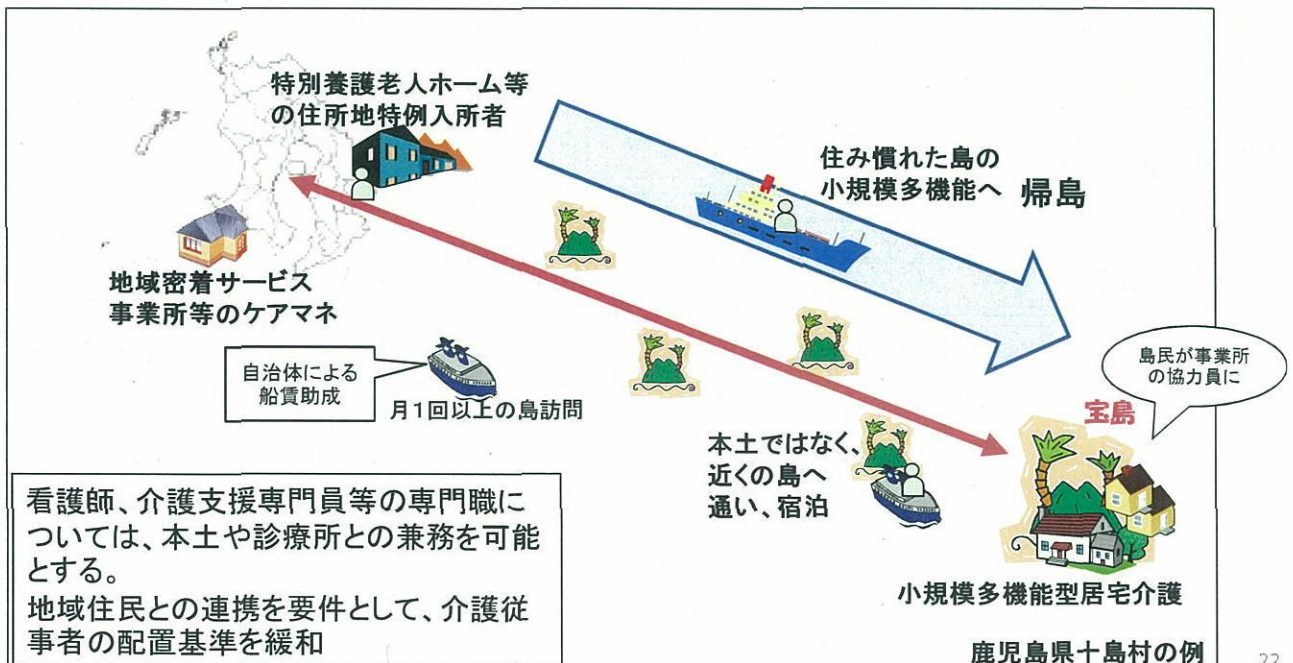 特別養護老人ホーム等
の住所地特例入所者
住み慣れた島の
小規模多機能へ
帰島
地域密着サービス
事業所等のケアマネ
自治体による
船賃助成
月1回以上の島訪問
島民が事業所
の協力員に
宝島
本土ではなく、
近くの島へ
通い、宿泊
看護師、介護支援専門員等の専門職に
ついては、本土や診療所との兼務を可能
とする。
地域住民との連携を要件として、介護従
事者の配置基準を緩和
小規模多機能型居宅介護
鹿児島県十島村の例
22